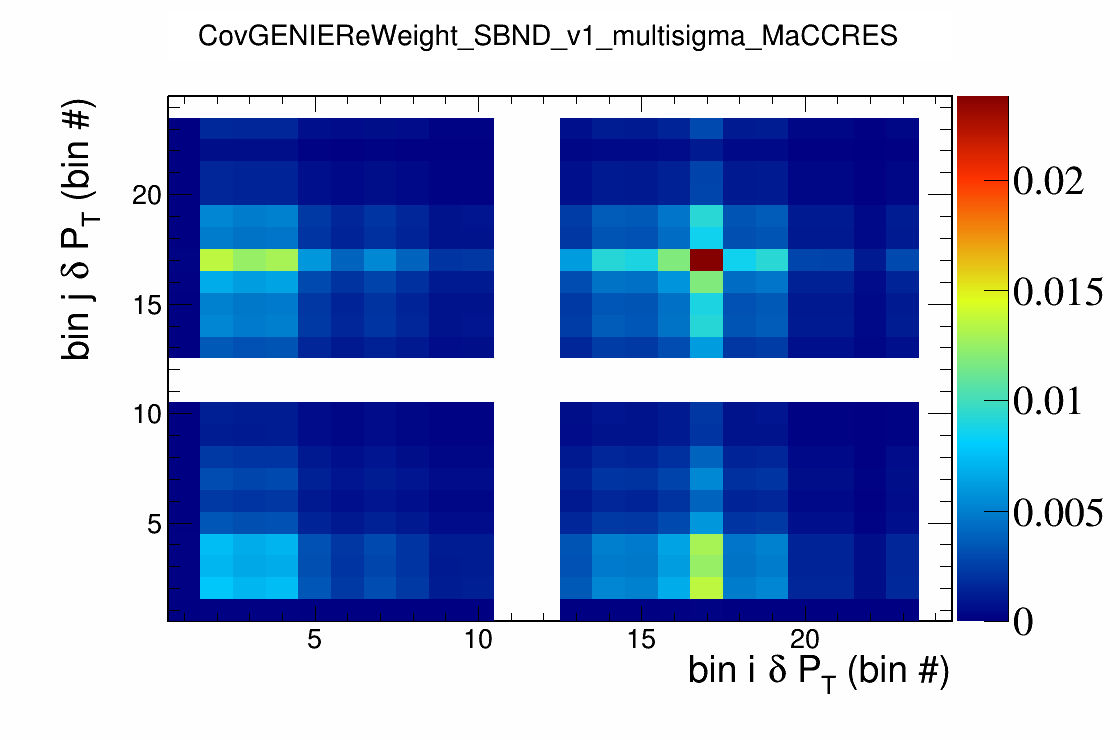 CovGENIEReWeight_SBND_v1_multisigma_MaCCRES
bin j δ P_T (bin #)
20
15
10
5
5 10 15 20
bin i δ P_T (bin #)
0.02
0.015
0.01
0.005
0